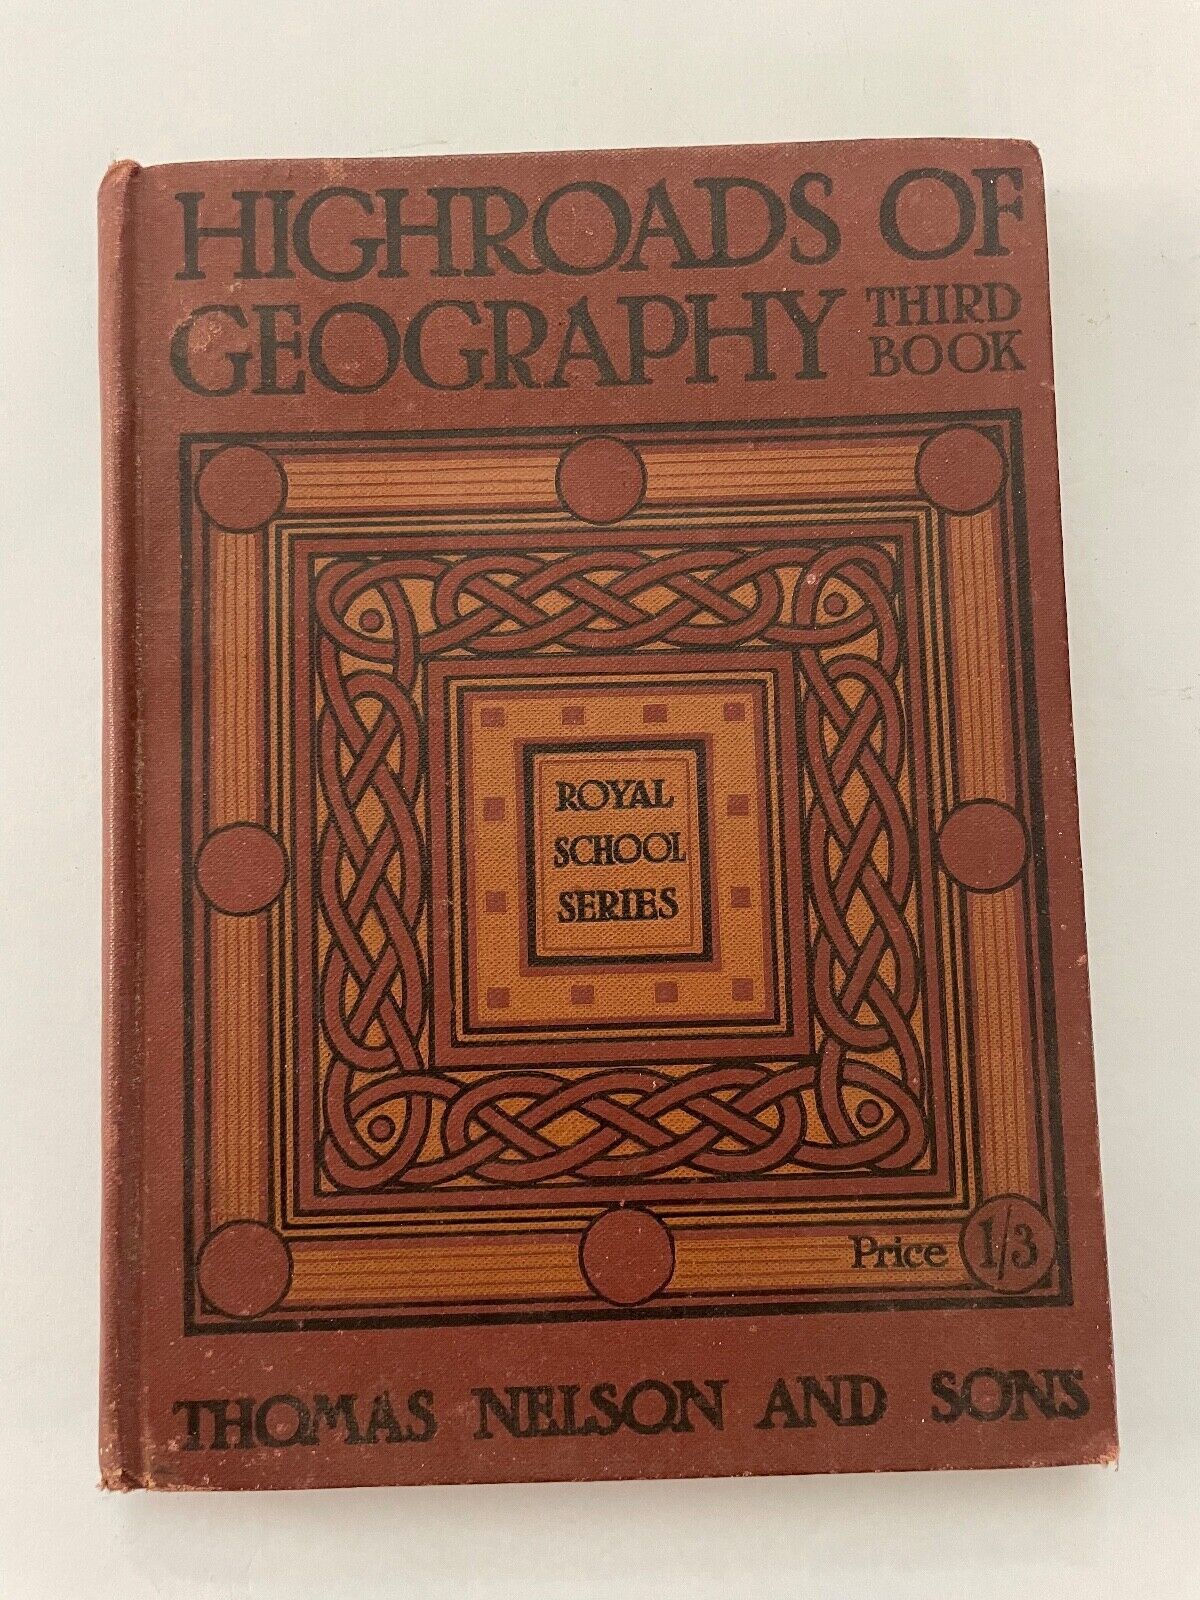 HIGHROADS OF
GEOGRAPHY THIRD
BOOK
ROYAL
SCHOOL
SERIES
Price 1/3
THOMAS NELSON AND SONS